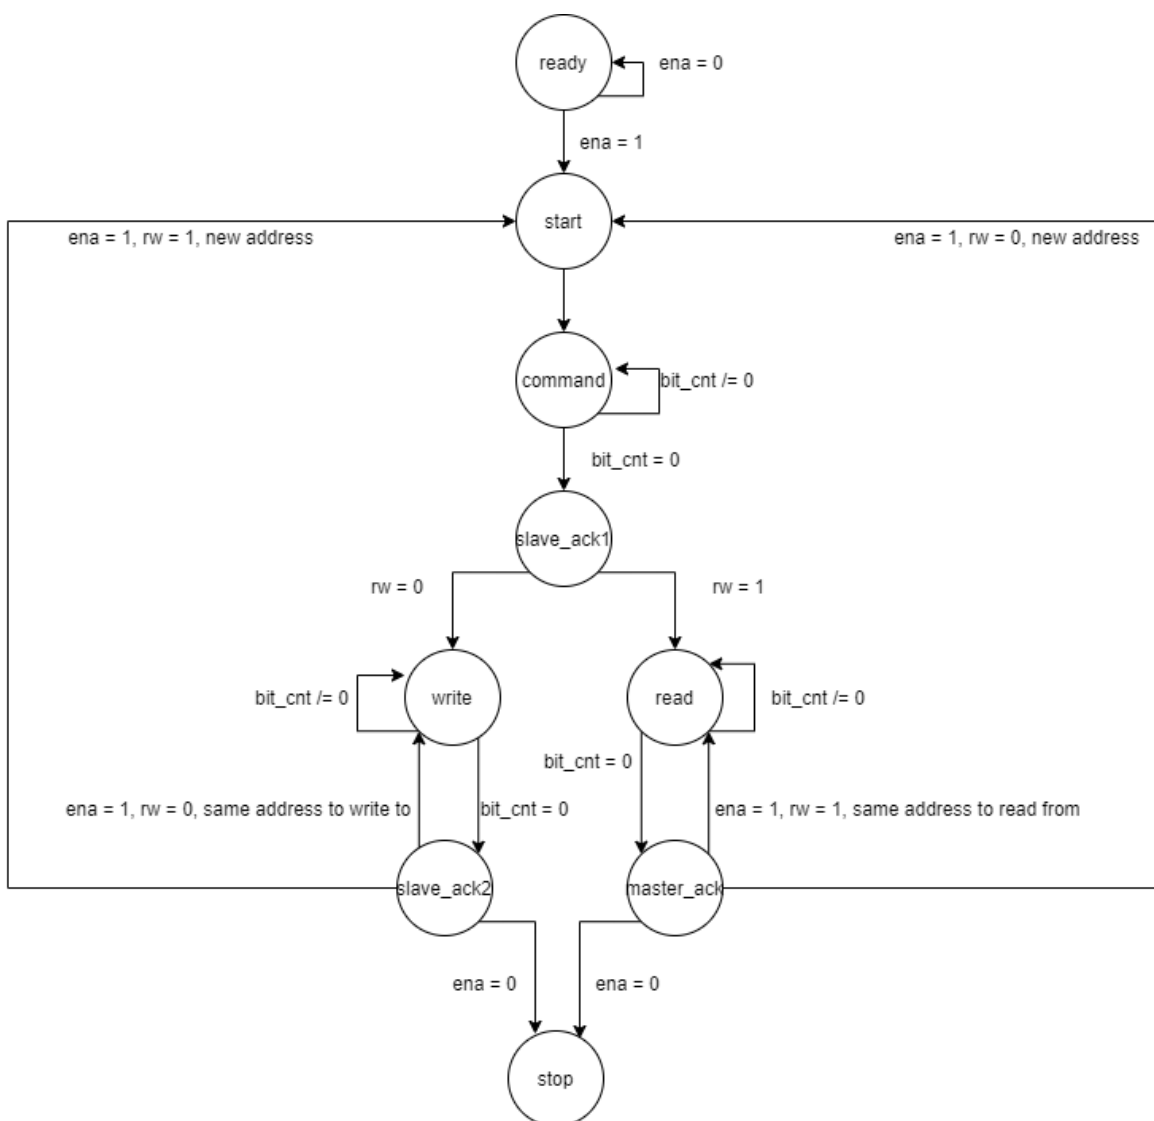 ready
ena = 0
ena = 1
start
ena = 1, rw = 1, new address
ena = 1, rw = 0, new address
command
bit_cnt /= 0
bit_cnt = 0
slave_ack1
rw = 0
rw = 1
bit_cnt /= 0
write
read
bit_cnt /= 0
bit_cnt = 0
ena = 1, rw = 0, same address to write to
bit_cnt = 0
ena = 1, rw = 1, same address to read from
slave_ack2
master_ack
ena = 0
ena = 0
stop